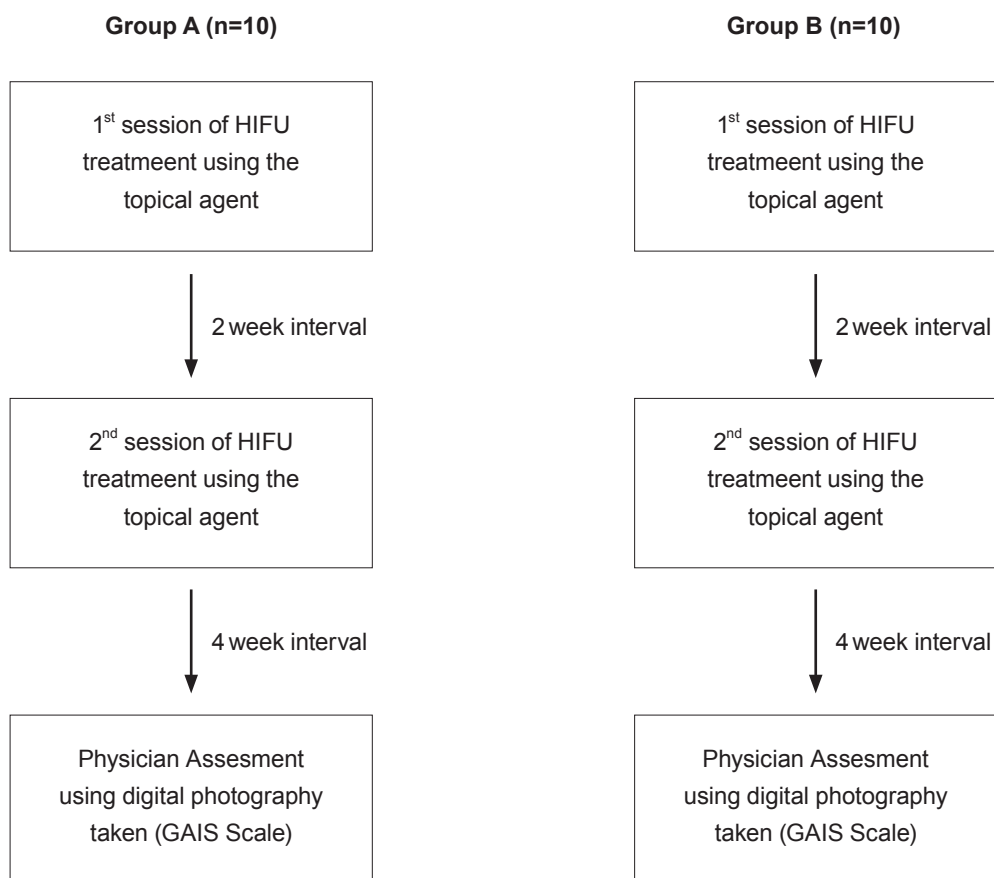 Group A (n=10)
1st session of HIFU
treatmeent using the
topical agent
2 week interval
2nd session of HIFU
treatmeent using the
topical agent
4 week interval
Physician Assesment
using digital photography
taken (GAIS Scale)
Group B (n=10)
1st session of HIFU
treatmeent using the
topical agent
2 week interval
2nd session of HIFU
treatmeent using the
topical agent
4 week interval
Physician Assesment
using digital photography
taken (GAIS Scale)